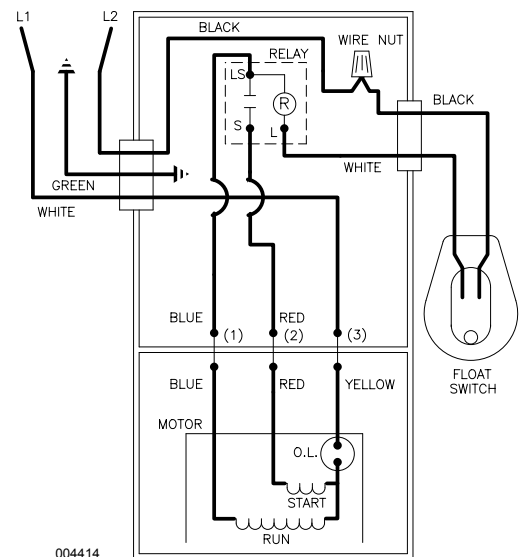 L1 L2
BLACK
WIRE NUT
RELAY
LS
R
S L
BLACK
WHITE
GREEN
WHITE
BLUE RED
(1) (2) (3)
FLOAT
SWITCH
BLUE RED YELLOW
MOTOR
O.L.
START
RUN
004414